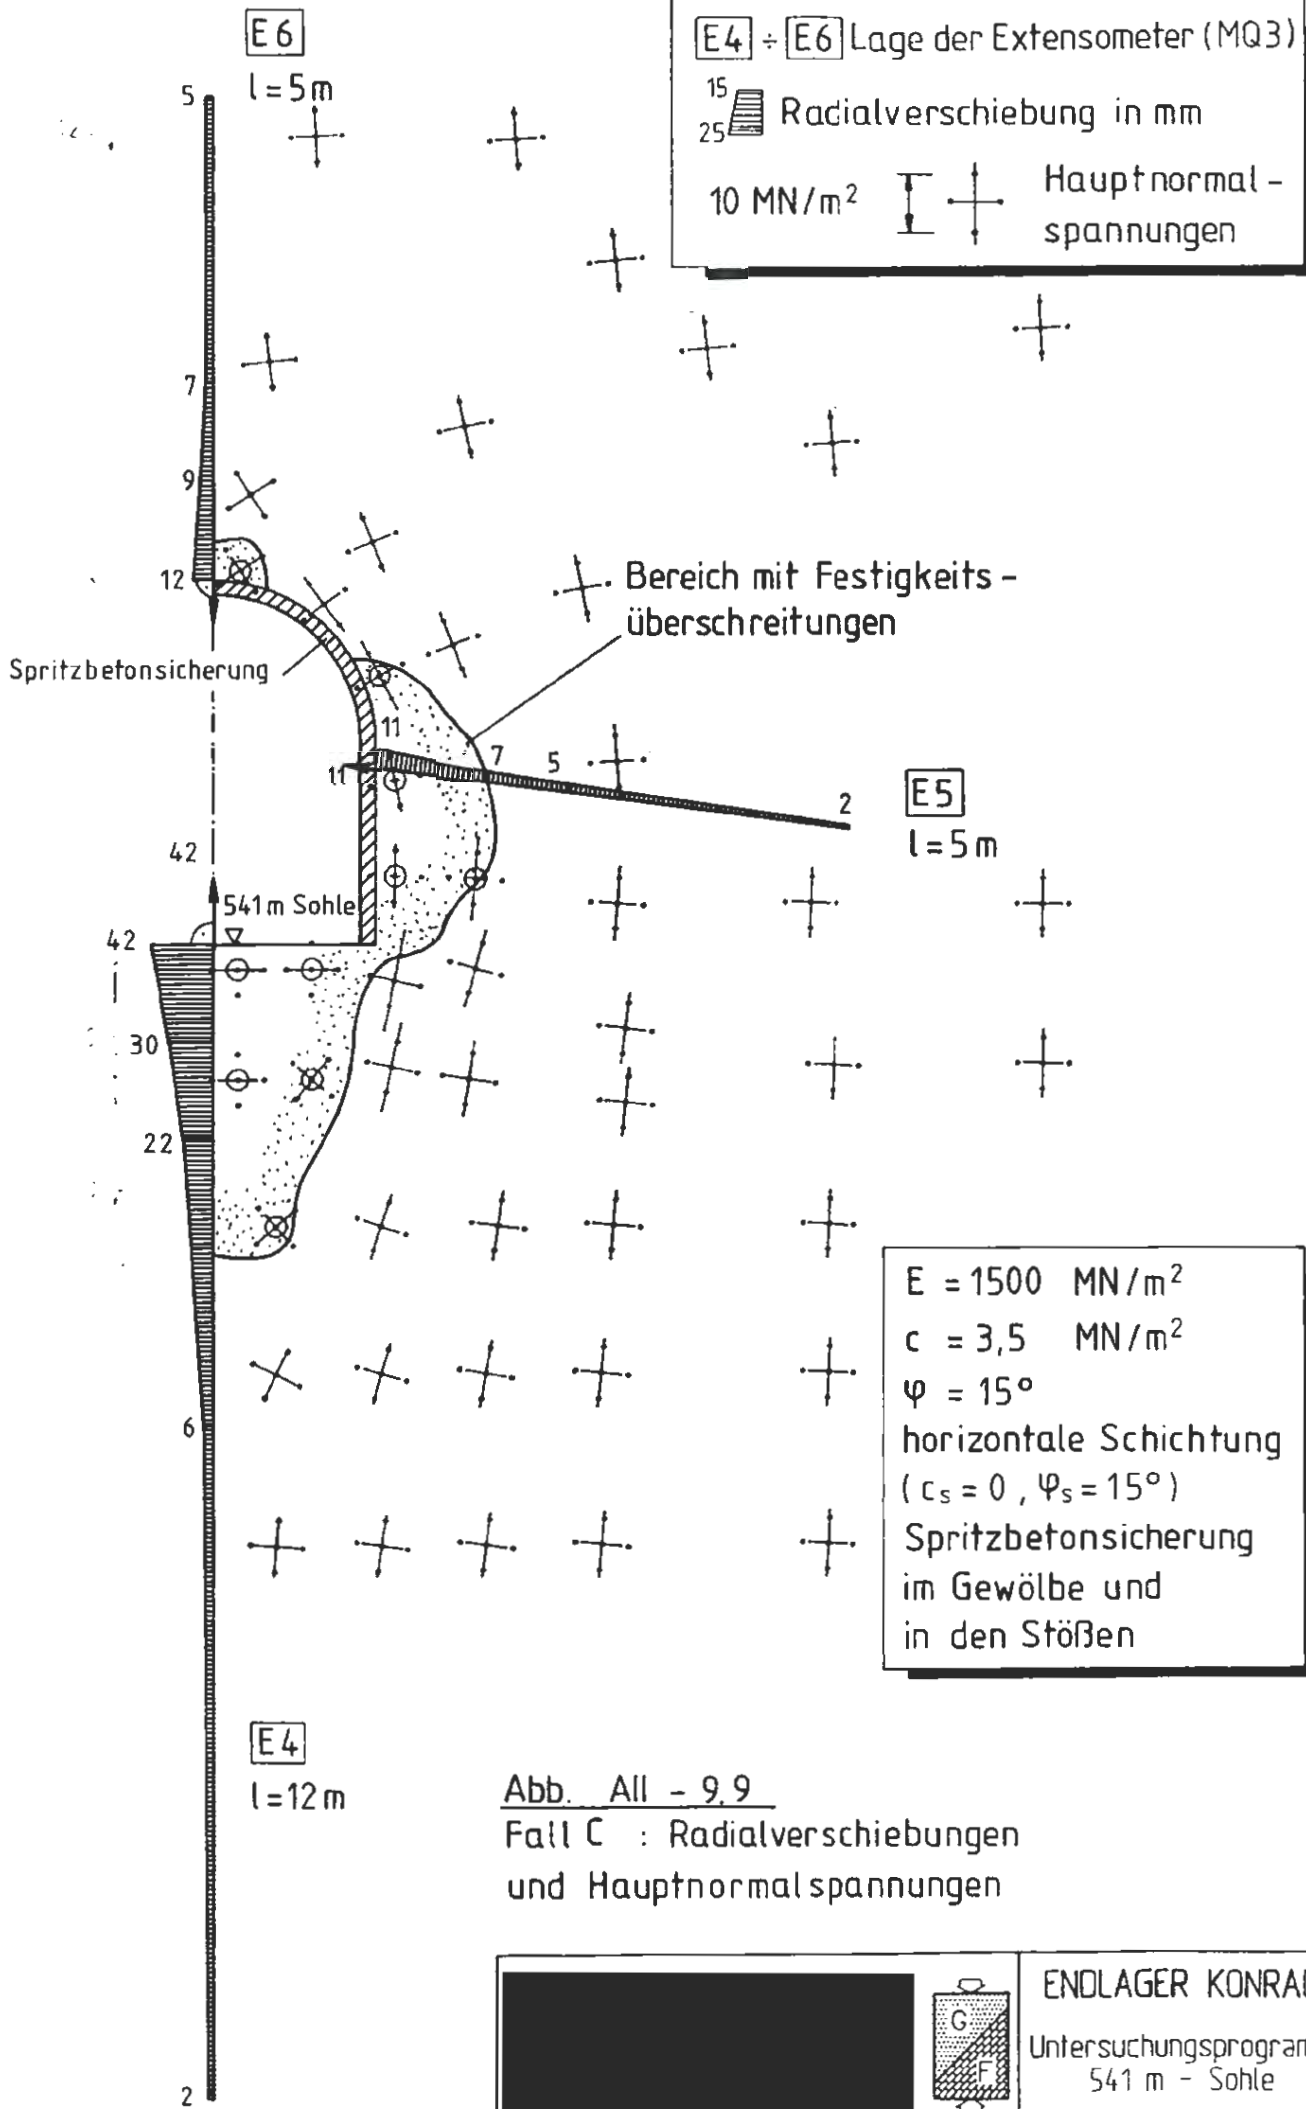 E6
l=5m
E4 ÷ E6 Lage der Extensometer (MQ3)
15
25
Radialverschiebung in mm
10 MN/m²
Hauptnormal-
spannungen
5
7
9
12
Bereich mit Festigkeits-
überschreitungen
Spritzbetonsicherung
11
11
7
5
2
E5
l=5m
42
541m Sohle
42
30
22
6
E = 1500 MN/m²
c = 3,5 MN/m²
φ = 15°
horizontale Schichtung
(cs = 0, φs = 15°)
Spritzbetonsicherung
im Gewölbe und
in den Stößen
E4
l=12m
2
Abb. AII - 9.9
Fall C : Radialverschiebungen
und Hauptnormalspannungen
G
F
ENDLAGER KONRAD
Untersuchungsprogram
541 m - Sohle